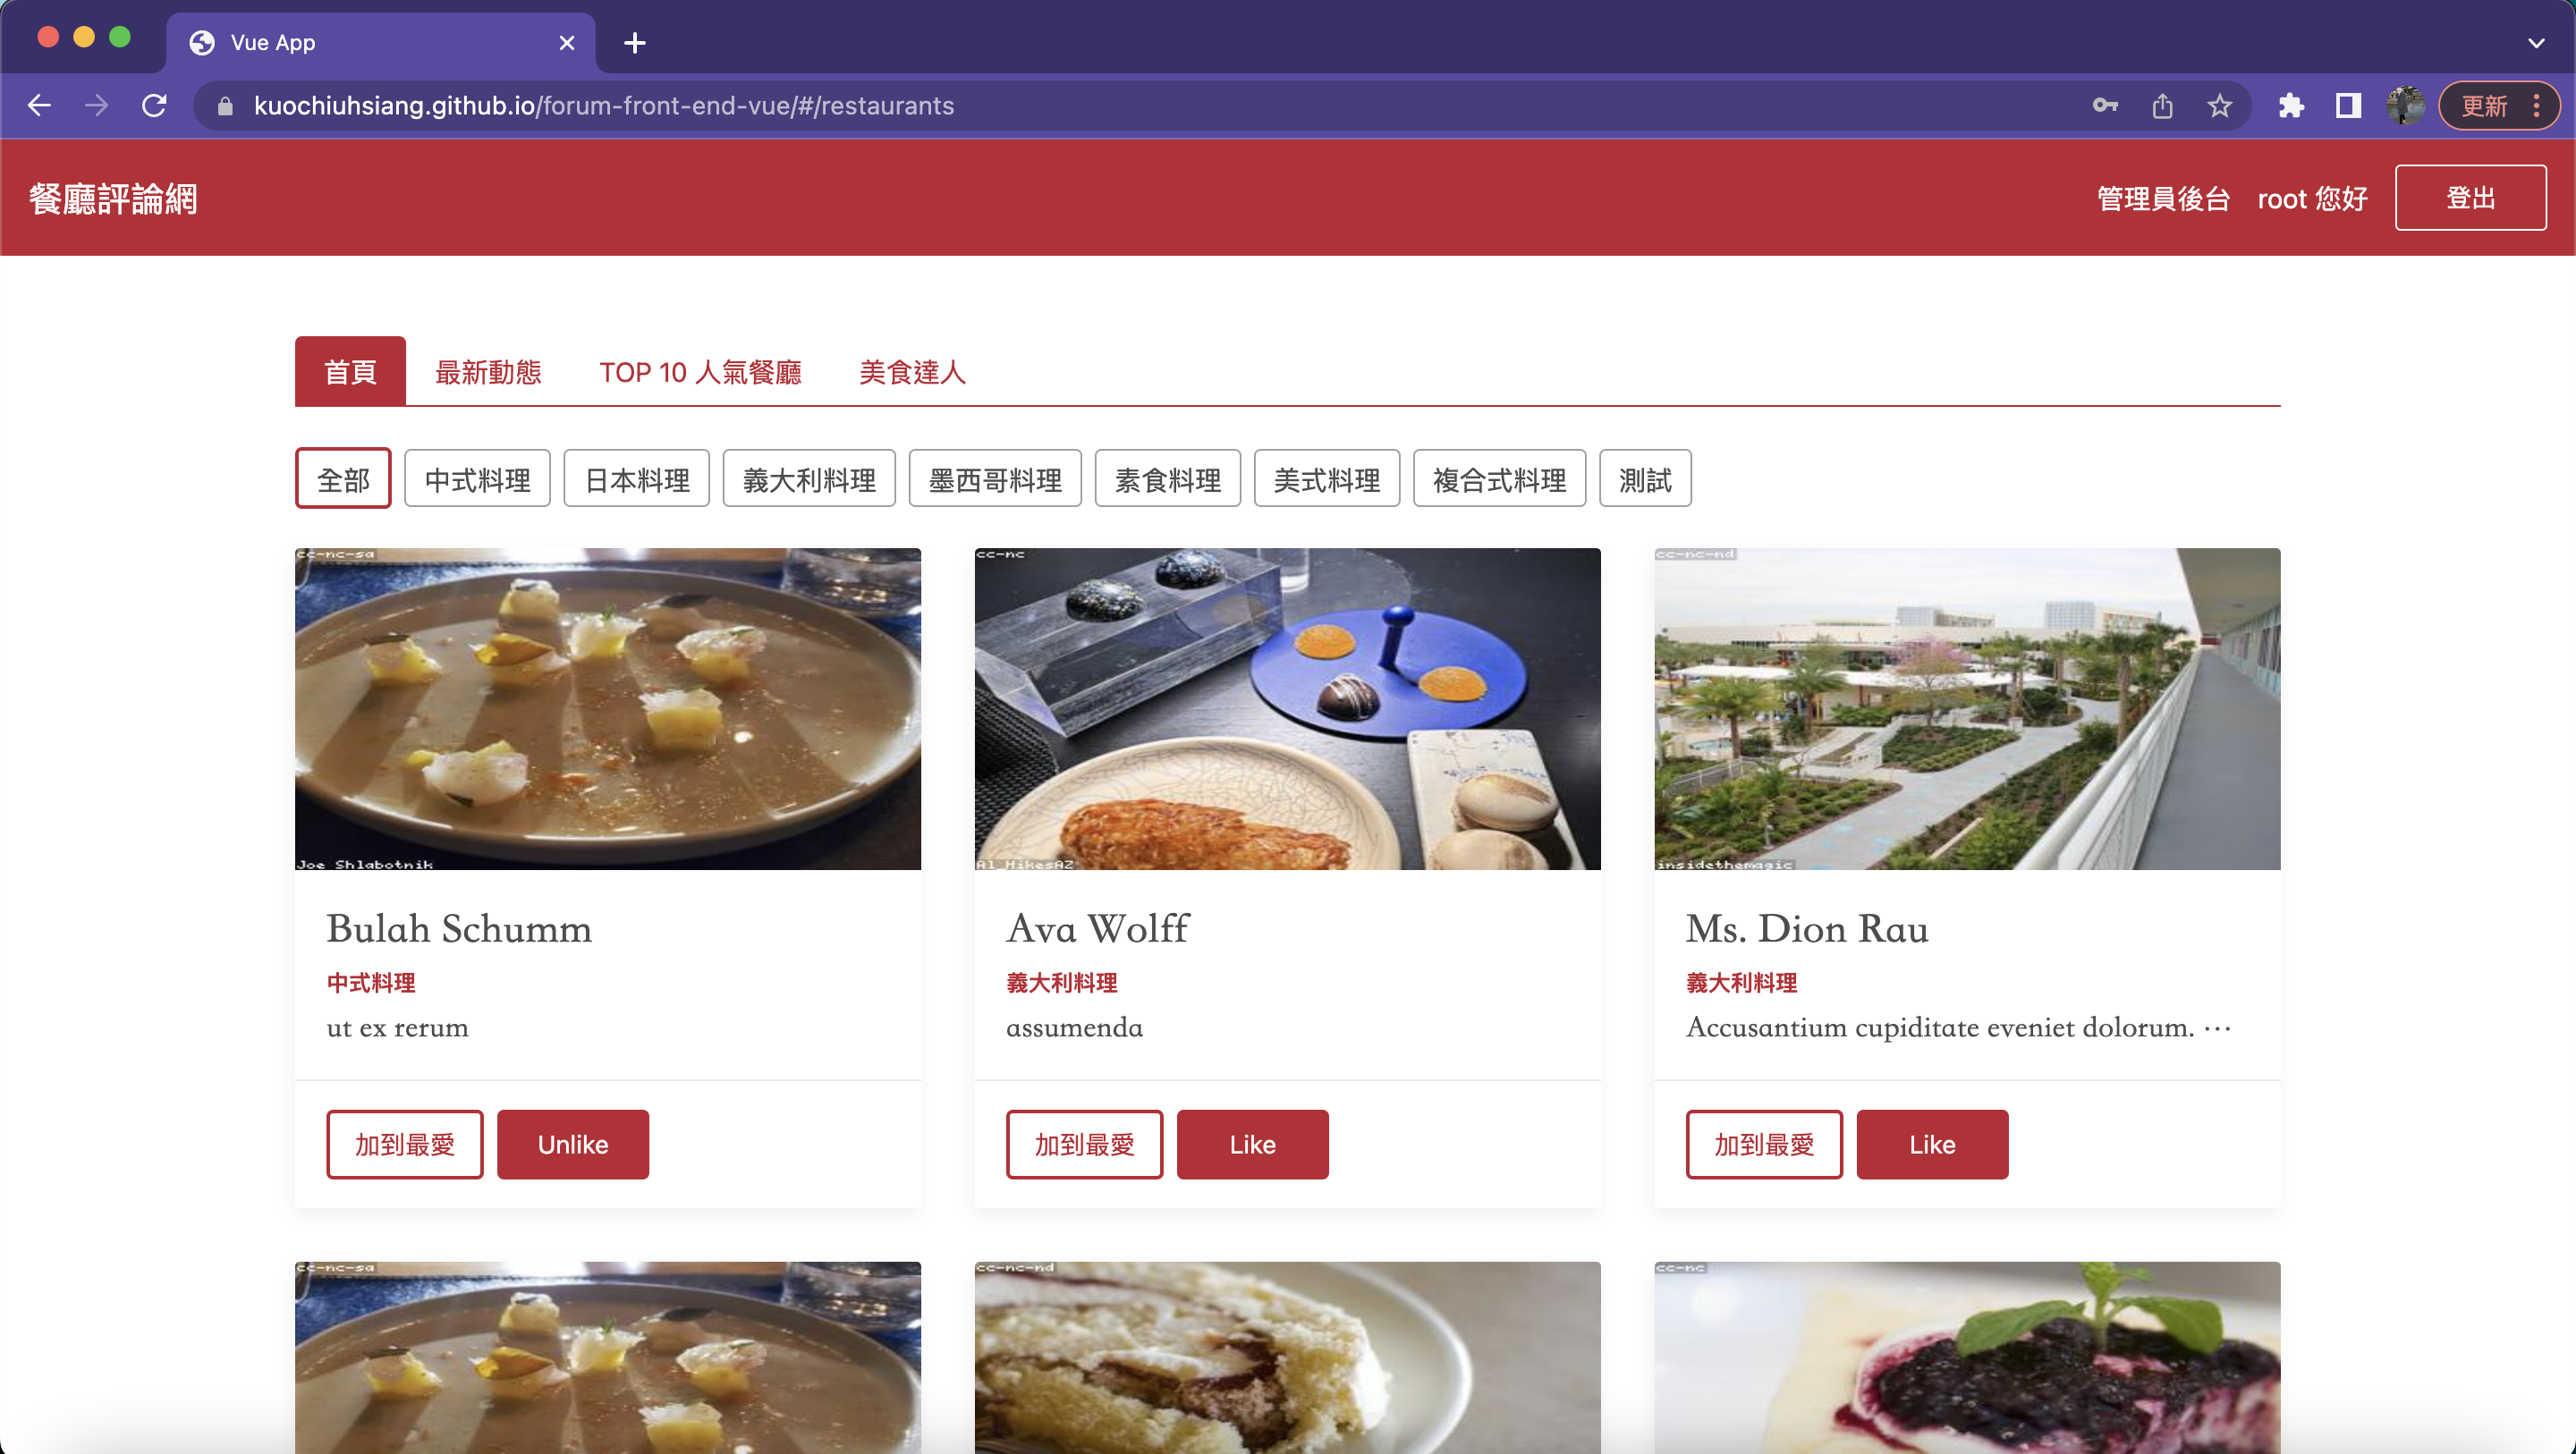 Vue App
kuochiuhsiang.github.io/forum-front-end-vue/#/restaurants
更新
餐廳評論網
管理員後台 root 您好 登出
首頁 最新動態 TOP 10 人氣餐廳 美食達人
全部 中式料理 日本料理 義大利料理 墨西哥料理 素食料理 美式料理 複合式料理 測試
cc-nc-sa
Joe Shlabotnik
Bulah Schumm
中式料理
ut ex rerum
加到最愛 Unlike
cc-nc
Al_HikesAZ
Ava Wolff
義大利料理
assumenda
加到最愛 Like
cc-nc-nd
insidethemagic
Ms. Dion Rau
義大利料理
Accusantium cupiditate eveniet dolorum. ⋯
加到最愛 Like
cc-nc-sa
cc-nc-nd
cc-nc